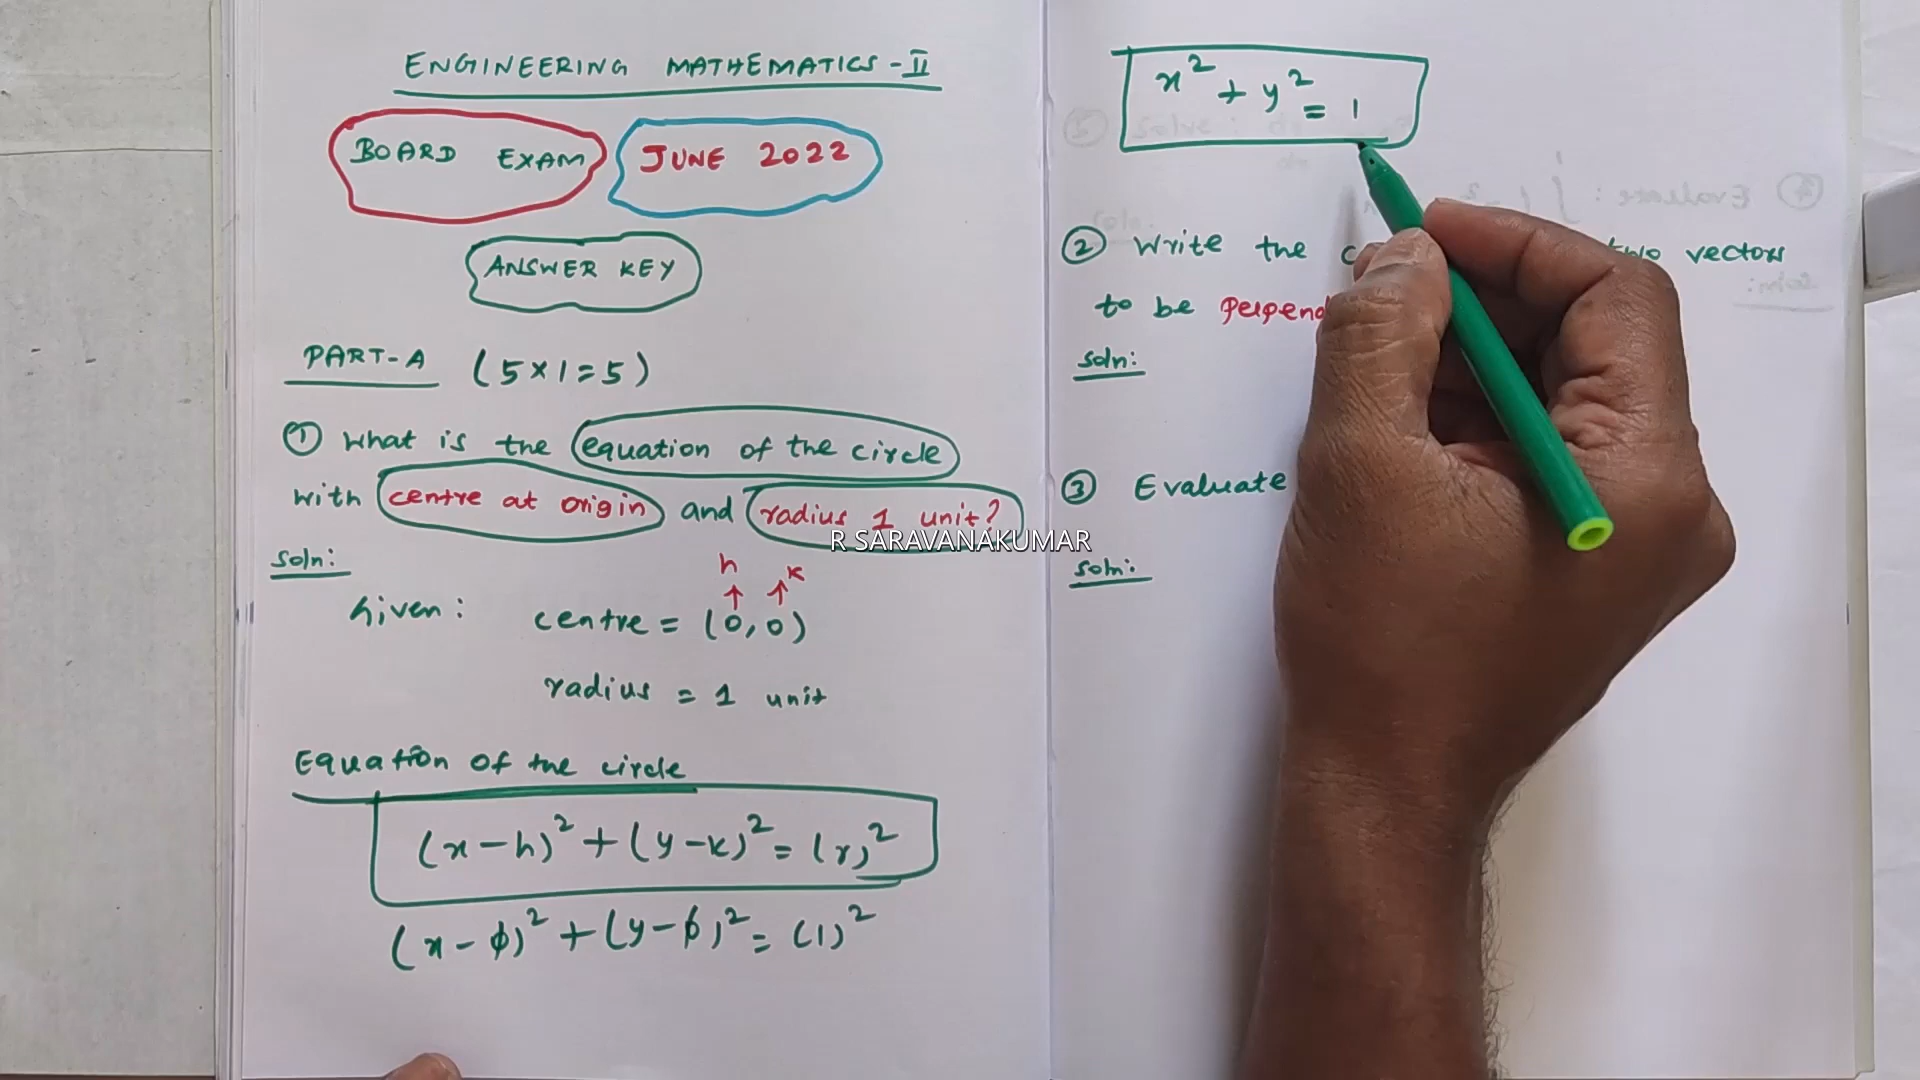 ENGINEERING MATHEMATICS - II
BOARD EXAM JUNE 2022
ANSWER KEY
PART-A (5×1=5)
① What is the equation of the circle
with centre at origin and radius 1 unit?
R SARAVANAKUMAR
Soln:
h k
Given: centre = (0,0)
radius = 1 unit
Equation of the circle
(x-h)² + (y-k)² = (r)²
(x-0)² + (y-0)² = (1)²
x² + y² = 1
② Write the two vectors
to be
Soln:
③ Evaluate
Soln: